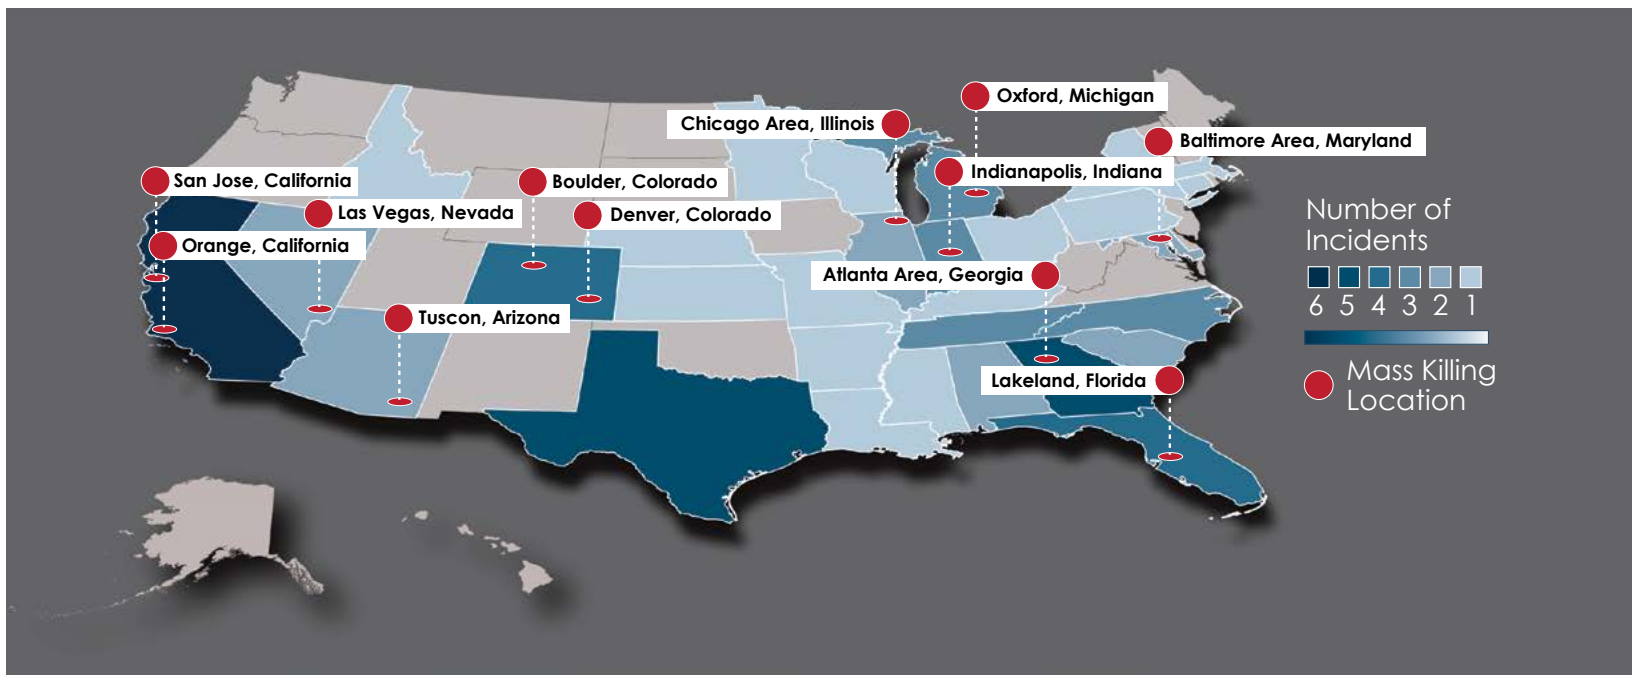 Oxford, Michigan
Chicago Area, Illinois
Baltimore Area, Maryland
Indianapolis, Indiana
San Jose, California
Boulder, Colorado
Las Vegas, Nevada
Denver, Colorado
Orange, California
Atlanta Area, Georgia
Tuscon, Arizona
Lakeland, Florida
Number of
Incidents
6 5 4 3 2 1
Mass Killing
Location